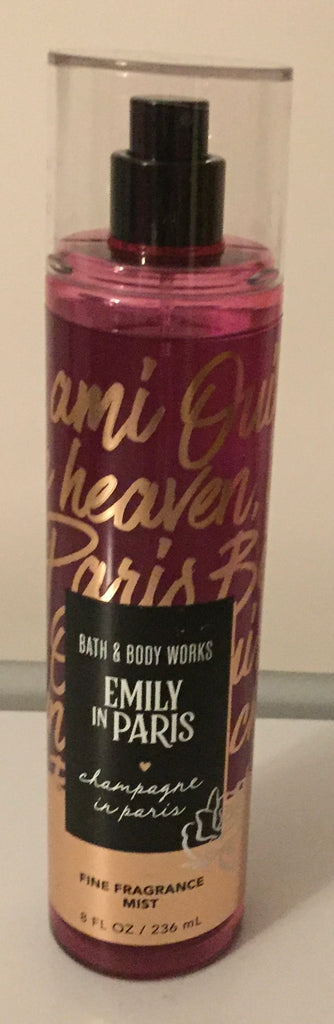 ami Oui
heaven,
Paris B
BATH & BODY WORKS
EMILY
IN PARIS
champagne
in paris
FINE FRAGRANCE
MIST
8 FL OZ / 236 mL